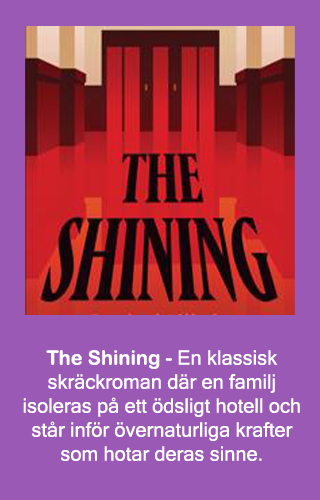 THE
SHINING
The Shining - En klassisk
skräckroman där en familj
isoleras på ett ödsligt hotell och
står inför övernaturliga krafter
som hotar deras sinne.